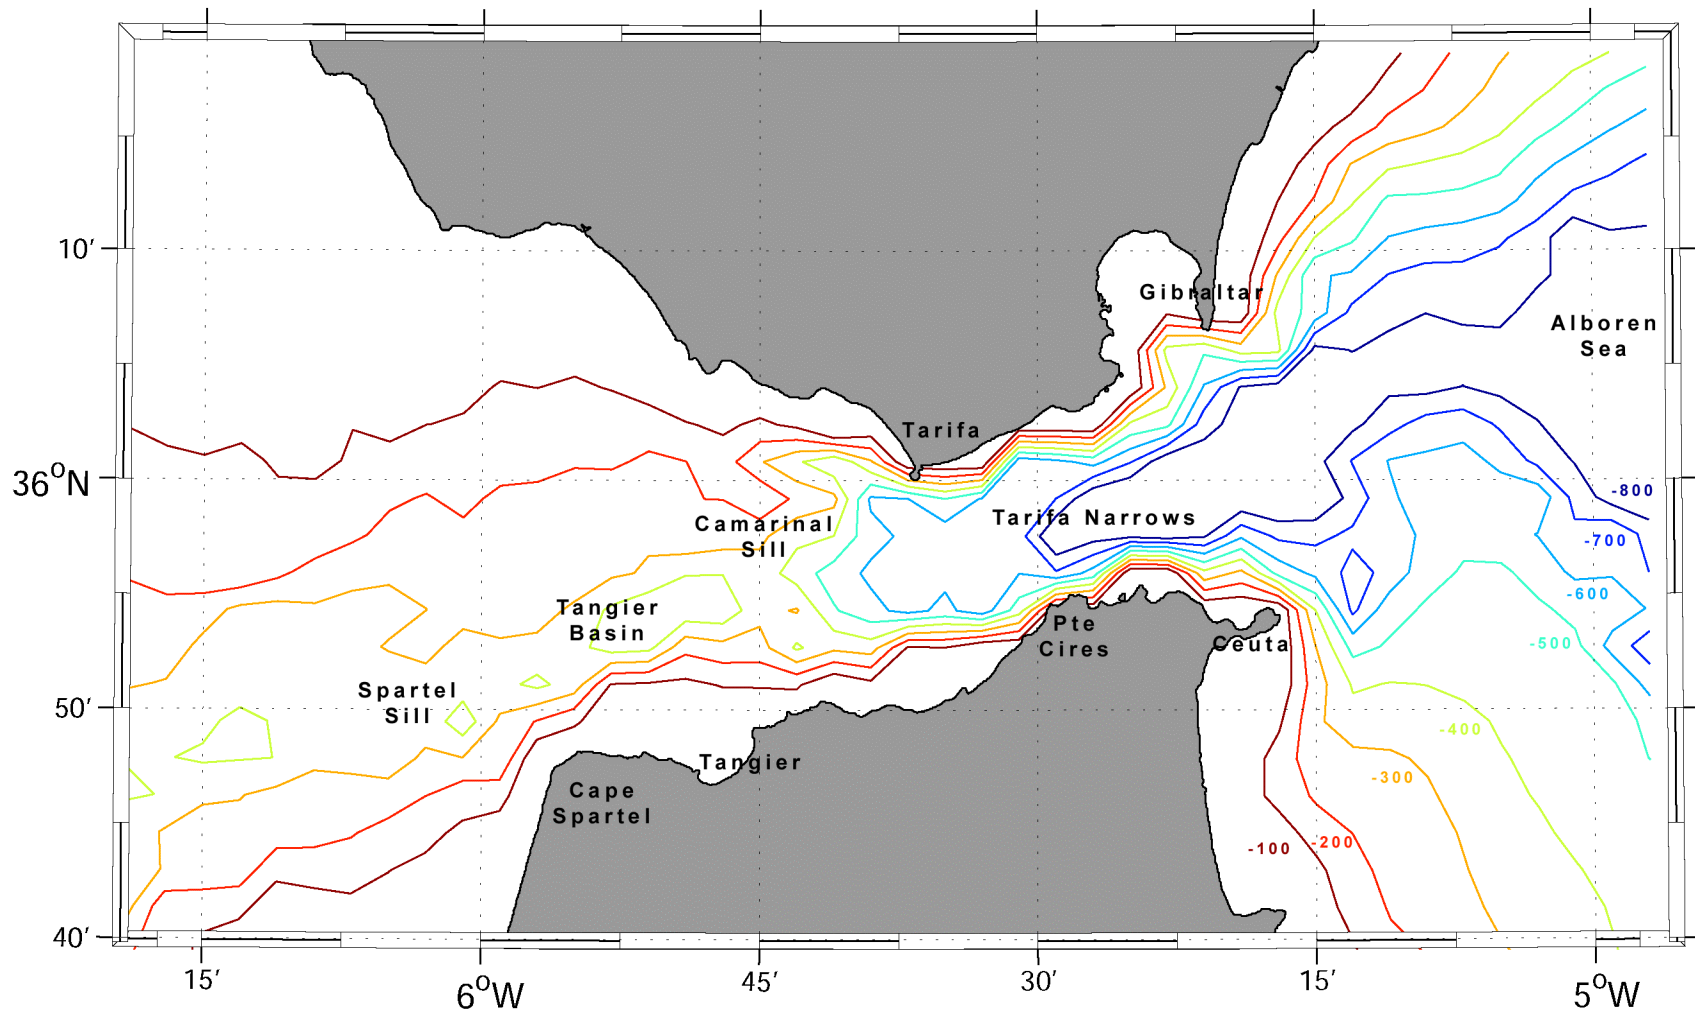 10′
Gibraltar
Alboren
Sea
Tarifa
36°N
-800
Camarinal
Sill
Tarifa Narrows
-700
-600
Tangier
Basin
Pte
Cires
Ceuta
-500
Spartel
Sill
50′
-400
Tangier
-300
Cape
Spartel
-100
-200
40′
15′
6°W
45′
30′
15′
5°W